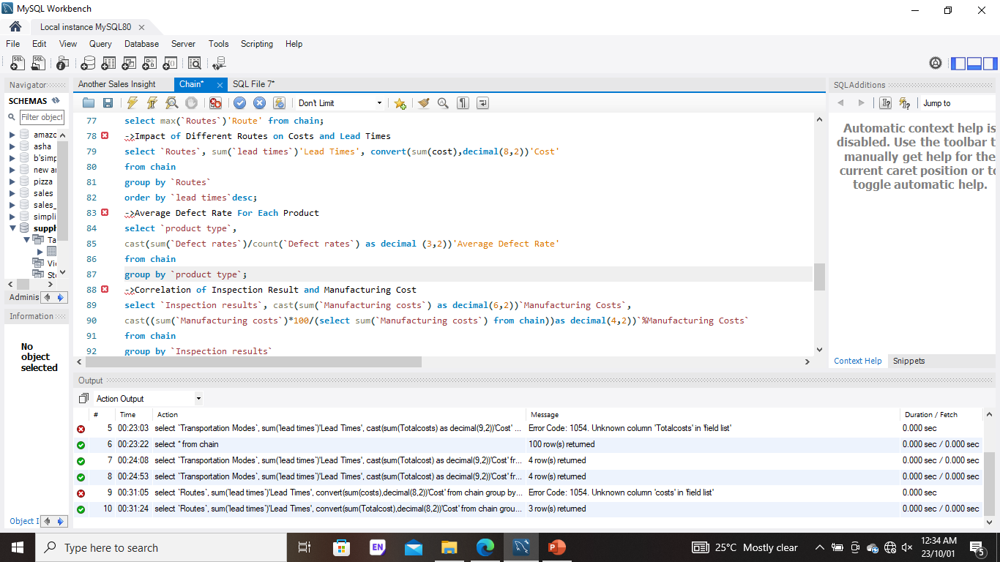 MySQL Workbench
Local instance MySQL80
File Edit View Query Database Server Tools Scripting Help
Navigator
SCHEMAS
Filter object
amazo
asha
b'simp
new ar
pizza
sales
sales_
simpli
suppl
Ta
Vie
Sto
Adminis
Information
No
object
selected
Object I
Another Sales Insight Chain* SQL File 7*
Don't Limit
77 select max(`Routes`)'Route' from chain;
78 ->Impact of Different Routes on Costs and Lead Times
79 select `Routes`, sum(`lead times`)'Lead Times', convert(sum(cost),decimal(8,2))'Cost'
80 from chain
81 group by `Routes`
82 order by `lead times`desc;
83 ->Average Defect Rate For Each Product
84 select `product type`,
85 cast(sum(`Defect rates`)/count(`Defect rates`) as decimal (3,2))'Average Defect Rate'
86 from chain
87 group by `product type`;
88 ->Correlation of Inspection Result and Manufacturing Cost
89 select `Inspection results`, cast(sum(`Manufacturing costs`) as decimal(6,2))`Manufacturing Costs`,
90 cast((sum(`Manufacturing costs`)*100/(select sum(`Manufacturing costs`) from chain))as decimal(4,2))`%Manufacturing Costs`
91 from chain
92 group by `Inspection results`
SQLAdditions
Jump to
Automatic context help is
disabled. Use the toolbar t
manually get help for the
current caret position or to
toggle automatic help.
Context Help Snippets
Output
Action Output
# Time Action Message Duration / Fetch
5 00:23:03 select `Transportation Modes`, sum(`lead times`)'Lead Times', cast(sum(Totalcosts) as decimal(9,2))'Cost' ... Error Code: 1054. Unknown column 'Totalcosts' in 'field list' 0.000 sec
6 00:23:22 select * from chain 100 row(s) returned 0.000 sec / 0.000 sec
7 00:24:08 select `Transportation Modes`, sum(`lead times`)'Lead Times', cast(sum(Totalcost) as decimal(9,2))'Cost' fr... 4 row(s) returned 0.000 sec / 0.000 sec
8 00:24:53 select `Transportation Modes`, sum(`lead times`)'Lead Times', cast(sum(Totalcost) as decimal(9,2))'Cost' fr... 4 row(s) returned 0.000 sec / 0.000 sec
9 00:31:05 select `Routes`, sum(`lead times`)'Lead Times', convert(sum(costs),decimal(8,2))'Cost' from chain group by... Error Code: 1054. Unknown column 'costs' in 'field list' 0.000 sec
10 00:31:24 select `Routes`, sum(`lead times`)'Lead Times', convert(sum(Totalcost),decimal(8,2))'Cost' from chain grou... 3 row(s) returned 0.000 sec / 0.000 sec
Type here to search
EN
25°C Mostly clear
12:34 AM
23/10/01
5